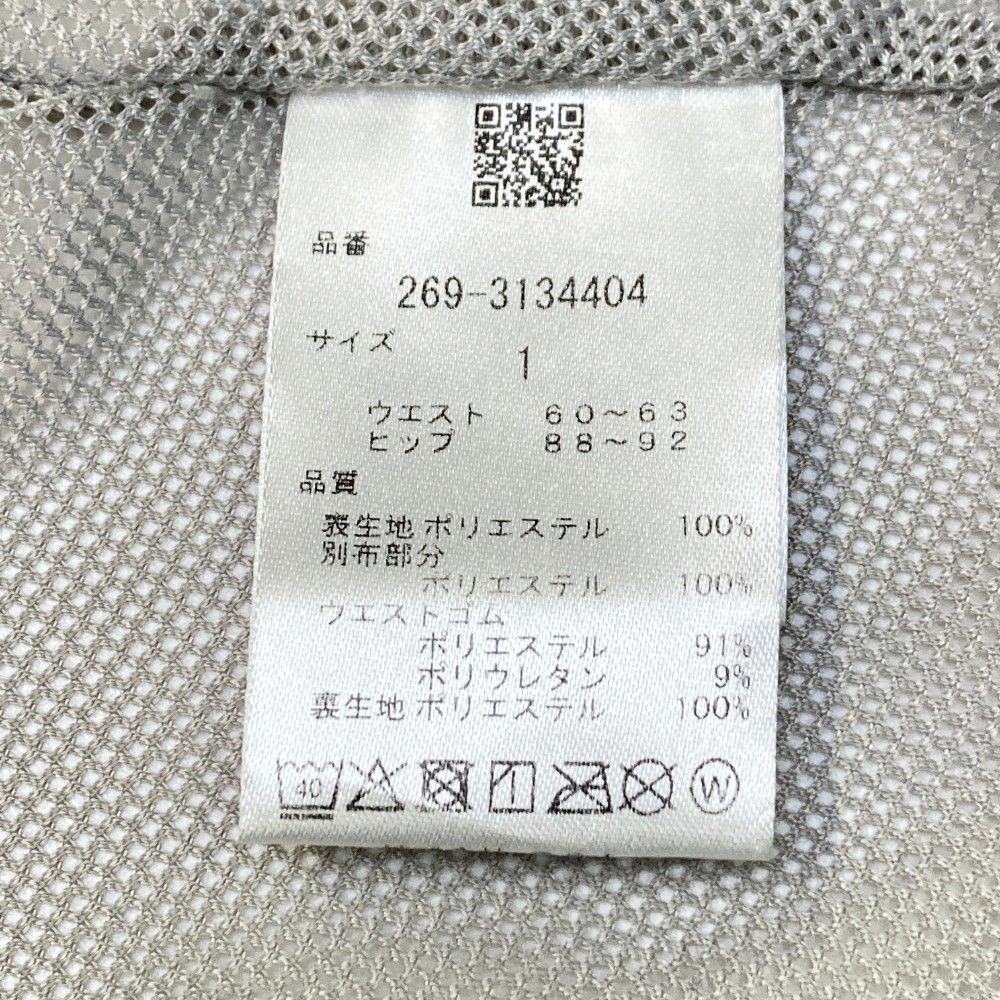 品番
269-3134404
サイズ
1
ウエスト 60～63
ヒップ 88～92
品質
表生地 ポリエステル 100%
別布部分
ポリエステル 100%
ウエストゴム
ポリエステル 91%
ポリウレタン 9%
裏生地 ポリエステル 100%
40
W